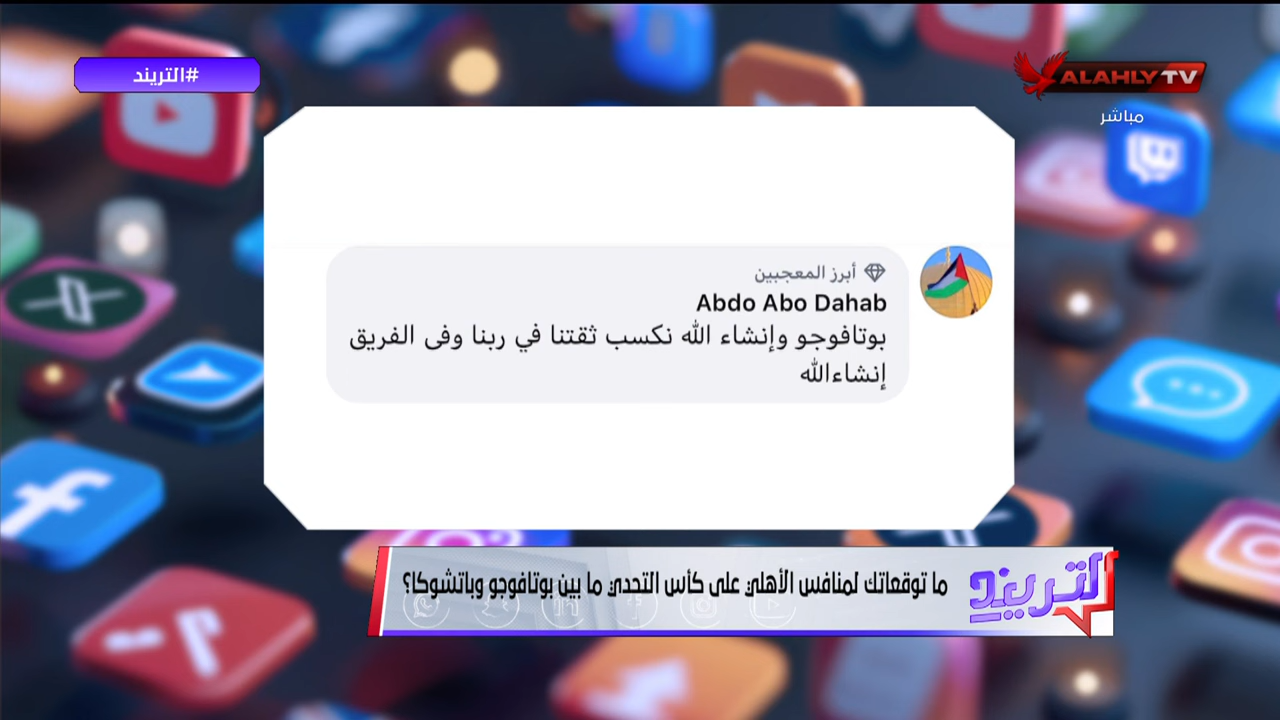 #التريند
ALAHLY TV
مباشر
أبرز المعجبين
Abdo Abo Dahab
بوتافوجو وإنشاء الله نكسب ثقتنا في ربنا وفى الفريق
إنشاءالله
التريند
ما توقعاتك لمنافس الأهلي على كأس التحدي ما بين بوتافوجو وباتشوكا؟